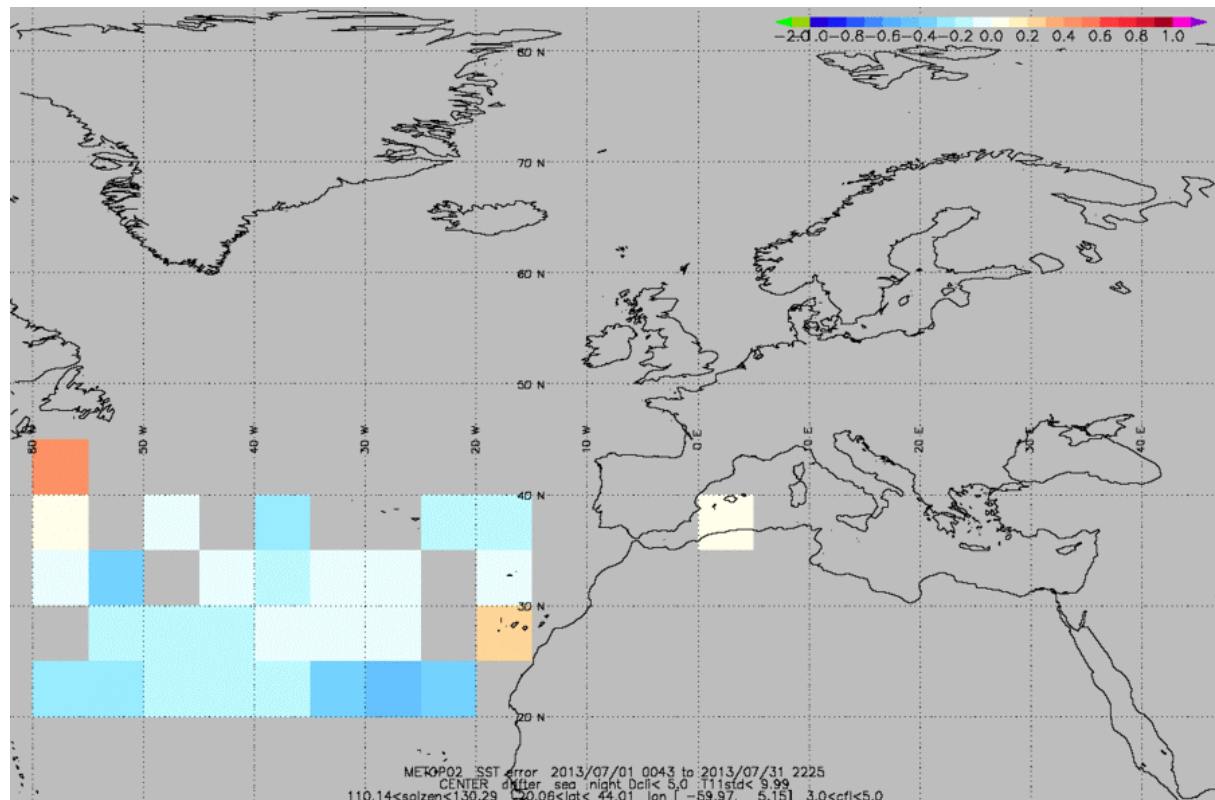 -2.0 1.0 -0.8 -0.6 -0.4 -0.2 0.0 0.2 0.4 0.6 0.8 1.0
80 N
70 N
60 N
50 N
60 W 50 W 40 W 30 W 10 W 0 E 10 E 20 E 30 E 40 E
40 N
30 N
20 N
METOP02 SST error 2013/07/01 0043 to 2013/07/31 2225
CENTER drifter sea night Dcli< 5.0 T11std< 9.99
110.14<solzen<130.29 20.06<lat< 44.01 lon [ -59.97, 5.15] 3.0<cfl<5.0